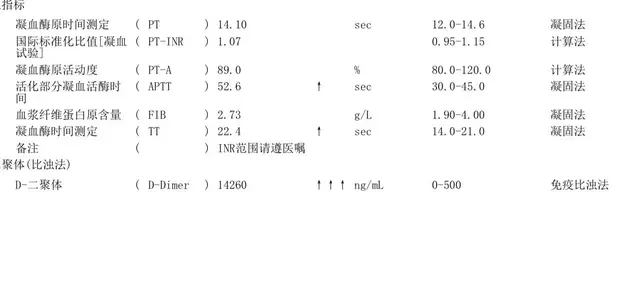 指标
凝血酶原时间测定 ( PT ) 14.10 sec 12.0-14.6 凝固法
国际标准化比值[凝血 ( PT-INR ) 1.07 0.95-1.15 计算法
试验]
凝血酶原活动度 ( PT-A ) 89.0 % 80.0-120.0 计算法
活化部分凝血活酶时 ( APTT ) 52.6 ↑ sec 30.0-45.0 凝固法
间
血浆纤维蛋白原含量 ( FIB ) 2.73 g/L 1.90-4.00 凝固法
凝血酶时间测定 ( TT ) 22.4 ↑ sec 14.0-21.0 凝固法
备注 ( ) INR范围请遵医嘱
聚体(比浊法)
D-二聚体 ( D-Dimer ) 14260 ↑↑↑ ng/mL 0-500 免疫比浊法